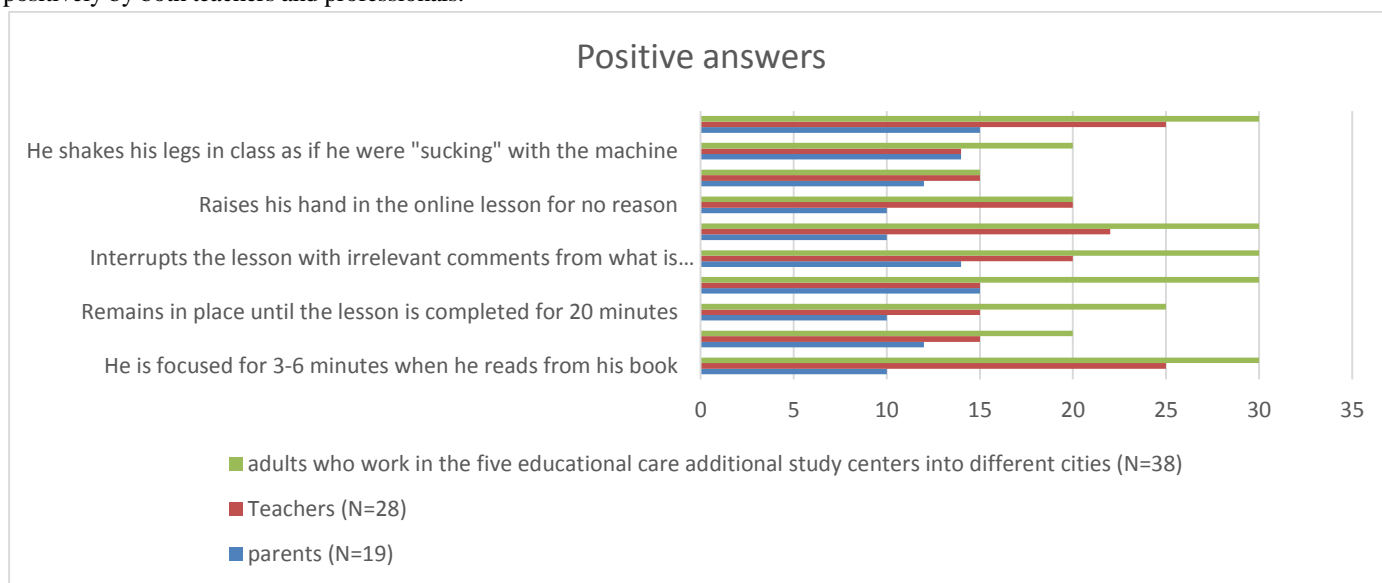 positively by both teachers and professionals.
Positive answers
He shakes his legs in class as if he were "sucking" with the machine
Raises his hand in the online lesson for no reason
Interrupts the lesson with irrelevant comments from what is...
Remains in place until the lesson is completed for 20 minutes
He is focused for 3-6 minutes when he reads from his book
0 5 10 15 20 25 30 35
adults who work in the five educational care additional study centers into different cities (N=38)
Teachers (N=28)
parents (N=19)